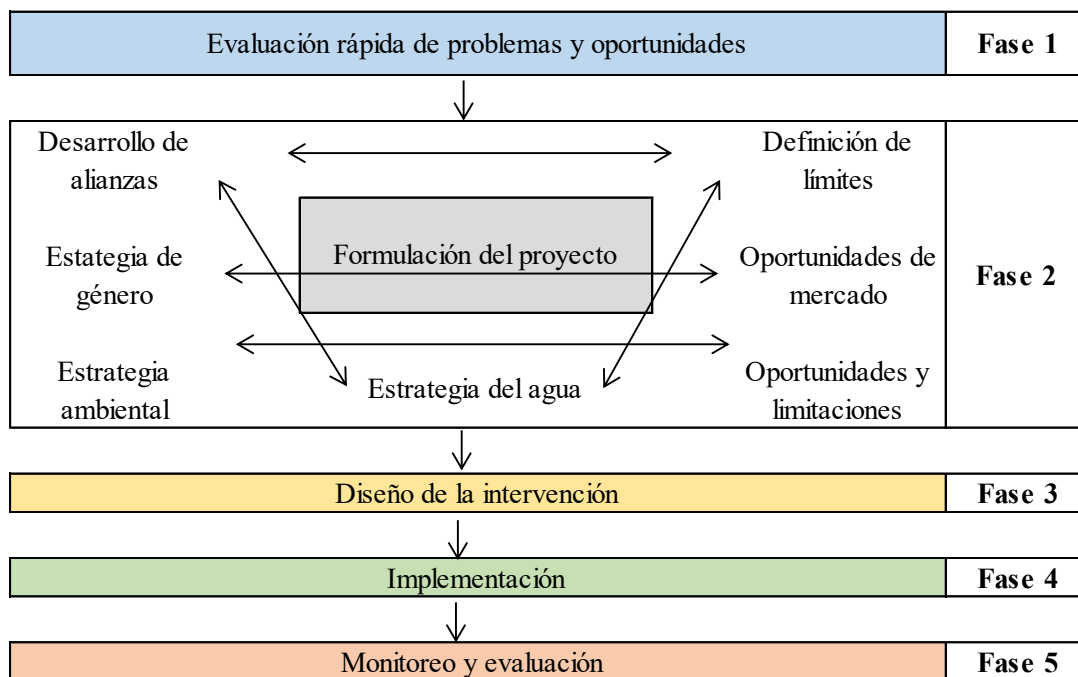 Evaluación rápida de problemas y oportunidades
Fase 1
Desarrollo de
alianzas
Definición de
límites
Formulación del proyecto
Estategia de
género
Oportunidades de
mercado
Fase 2
Estrategia
ambiental
Estrategia del agua
Oportunidades y
limitaciones
Diseño de la intervención
Fase 3
Implementación
Fase 4
Monitoreo y evaluación
Fase 5